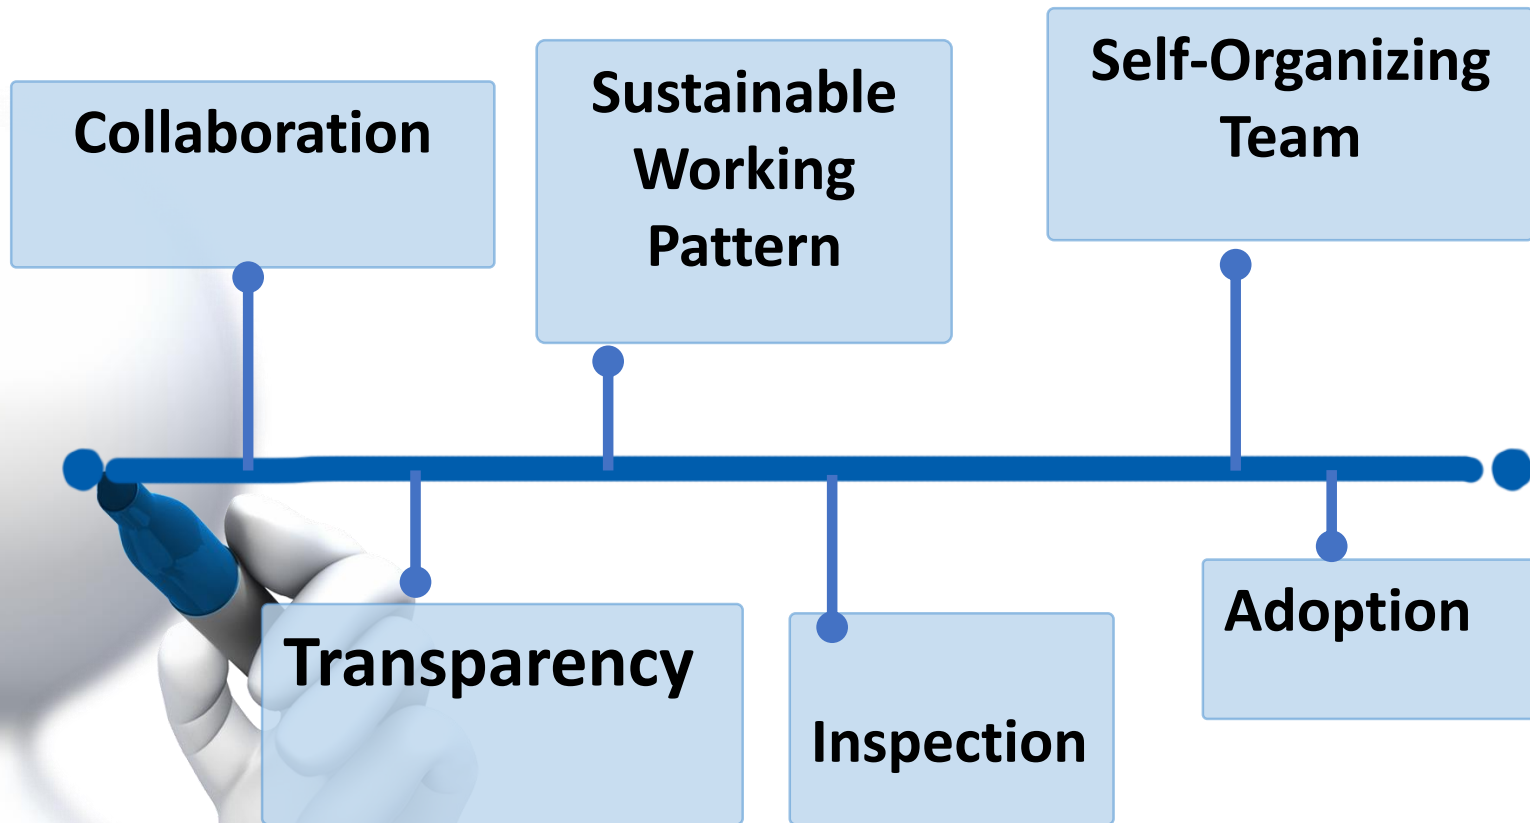 Collaboration
Sustainable
Working
Pattern
Self-Organizing
Team
Transparency
Inspection
Adoption